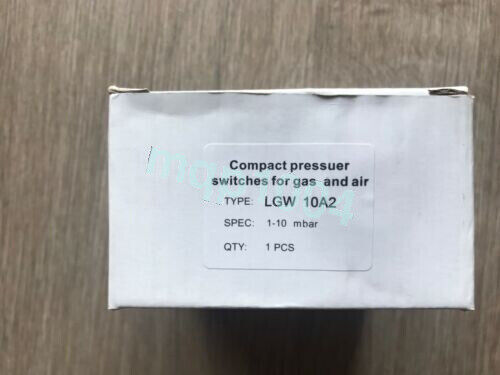 Compact pressuer
switches for gas and air
TYPE: LGW 10A2
SPEC: 1-10 mbar
QTY: 1 PCS